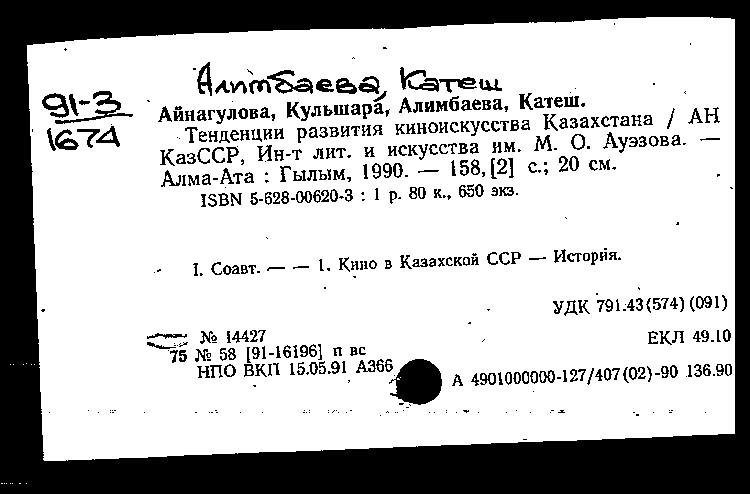 Алимбаева, Катеш
91-3
1674
Айнагулова, Кульшара, Алимбаева, Катеш.
Тенденции развития киноискусства Казахстана / АН
КазССР, Ин-т лит. и искусства им. М. О. Ауэзова. —
Алма-Ата : Гылым, 1990. — 158, [2] с.; 20 см.
ISBN 5-628-00620-3 : 1 р. 80 к., 650 экз.
I. Соавт. — — 1. Кино в Казахской ССР — История.
УДК 791.43(574) (091)
№ 14427
ЕКЛ 49.10
75 № 58 [91-16196] п вс
НПО ВКП 15.05.91 А366
А 4901000000-127/407(02)-90 136.90